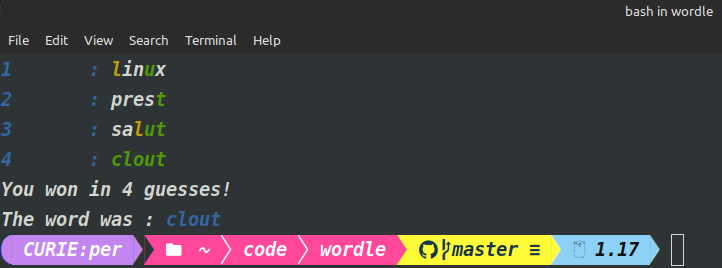 bash in wordle
File Edit View Search Terminal Help
1 : linux
2 : prest
3 : salut
4 : clout
You won in 4 guesses!
The word was : clout
CURIE:per ~ code wordle master ≡ 1.17